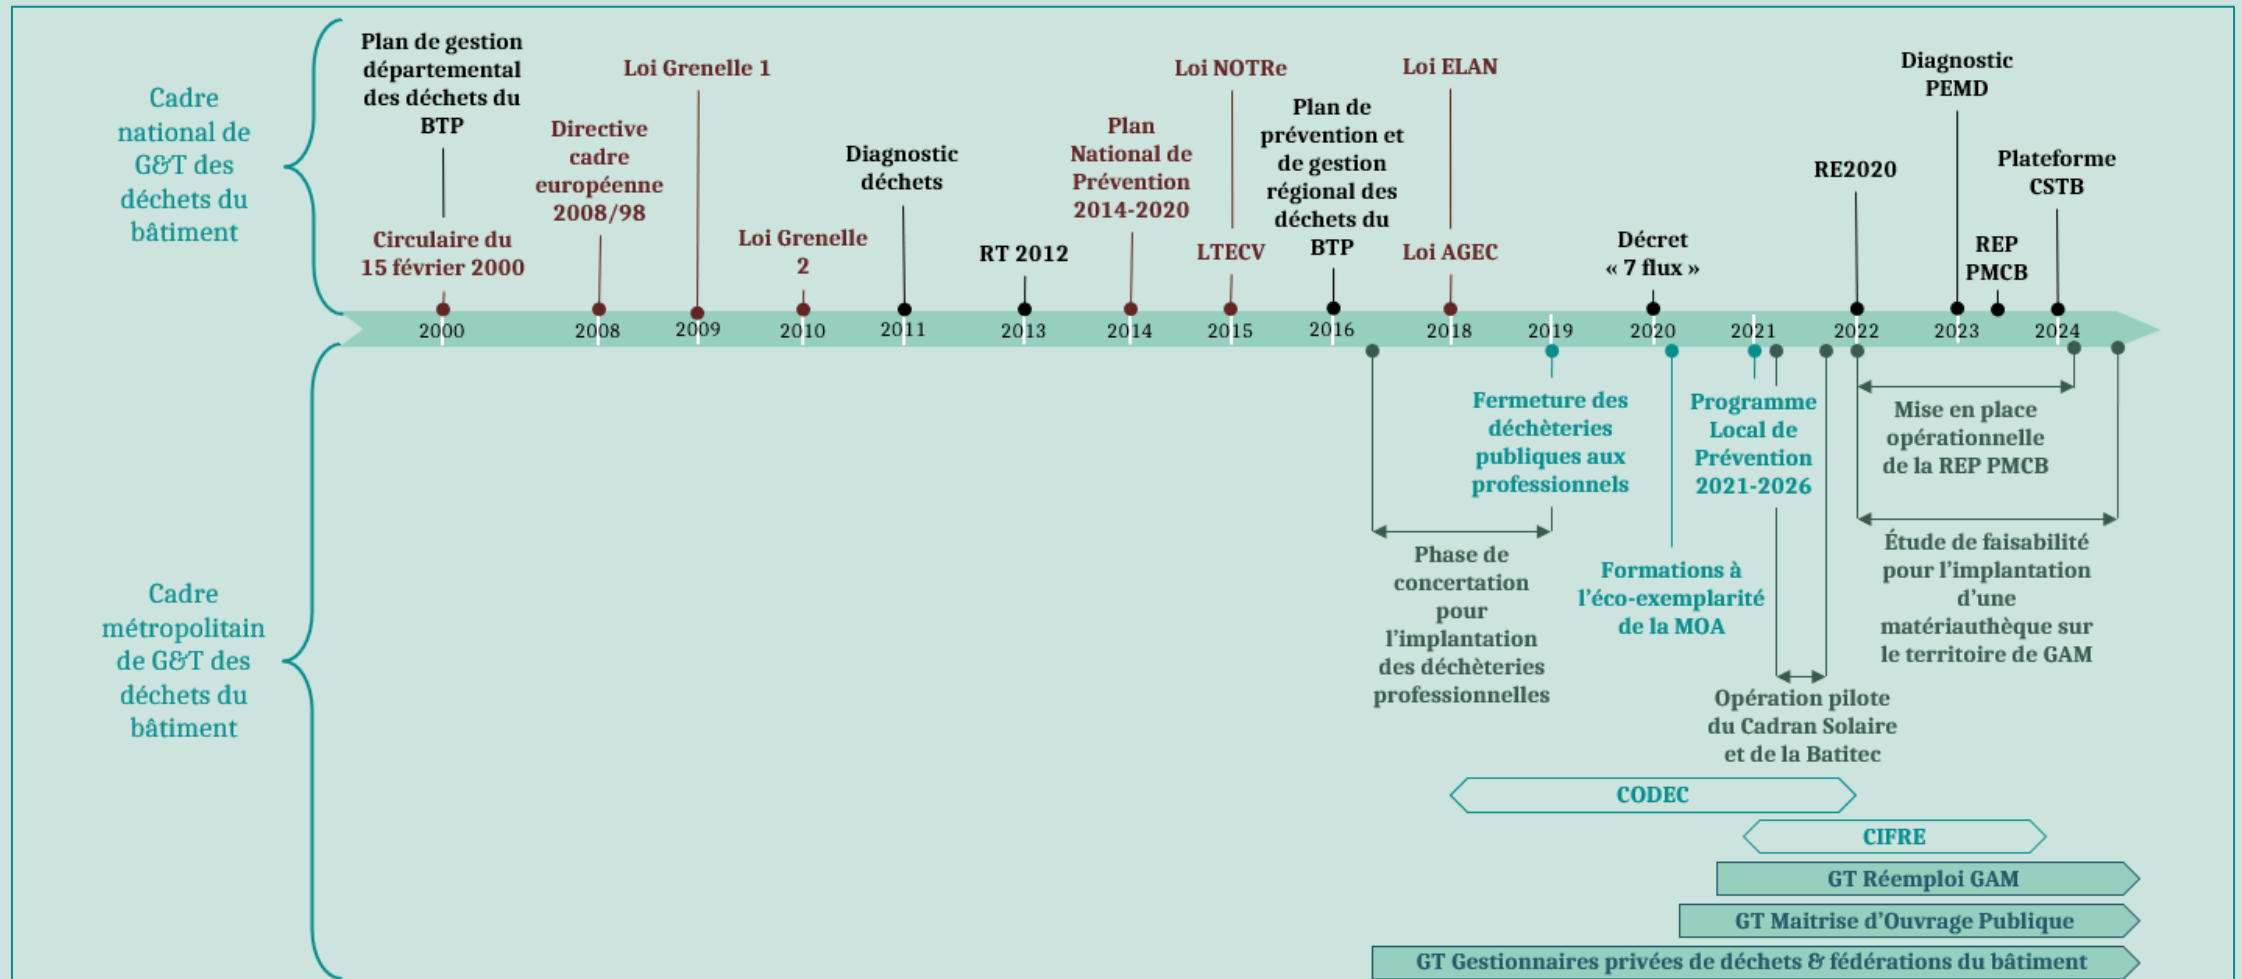 Cadre
national de
G&T des
déchets du
bâtiment
Plan de gestion
départemental
des déchets du
BTP
Circulaire du
15 février 2000
Directive
cadre
européenne
2008/98
Loi Grenelle 1
Loi Grenelle
2
Diagnostic
déchets
RT 2012
Plan
National de
Prévention
2014-2020
Loi NOTRe
LTECV
Plan de
prévention et
de gestion
régional des
déchets du
BTP
Loi ELAN
Loi AGEC
Décret
« 7 flux »
RE2020
Diagnostic
PEMD
REP
PMCB
Plateforme
CSTB
2000
2008
2009
2010
2011
2013
2014
2015
2016
2018
2019
2020
2021
2022
2023
2024
Cadre
métropolitain
de G&T des
déchets du
bâtiment
Fermeture des
déchèteries
publiques aux
professionnels
Phase de
concertation
pour
l'implantation
des déchèteries
professionnelles
Formations à
l'éco-exemplarité
de la MOA
Programme
Local de
Prévention
2021-2026
Opération pilote
du Cadran Solaire
et de la Batitec
Mise en place
opérationnelle
de la REP PMCB
Étude de faisabilité
pour l'implantation
d'une
matériauthèque sur
le territoire de GAM
CODEC
CIFRE
GT Réemploi GAM
GT Maitrise d'Ouvrage Publique
GT Gestionnaires privées de déchets & fédérations du bâtiment